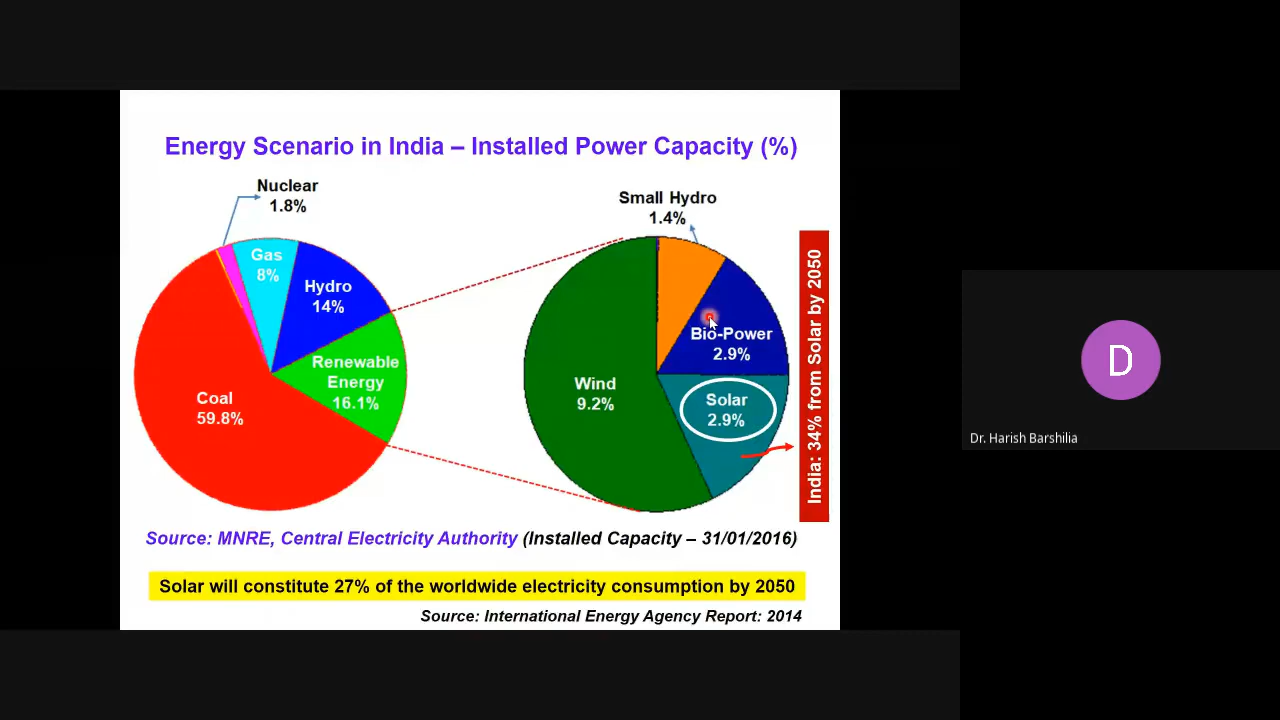 Energy Scenario in India – Installed Power Capacity (%)
Nuclear
1.8%
Gas
8%
Hydro
14%
Renewable
Energy
16.1%
Coal
59.8%
Small Hydro
1.4%
Bio-Power
2.9%
Solar
2.9%
Wind
9.2%
India: 34% from Solar by 2050
Source: MNRE, Central Electricity Authority (Installed Capacity – 31/01/2016)
Solar will constitute 27% of the worldwide electricity consumption by 2050
Source: International Energy Agency Report: 2014
D
Dr. Harish Barshilia